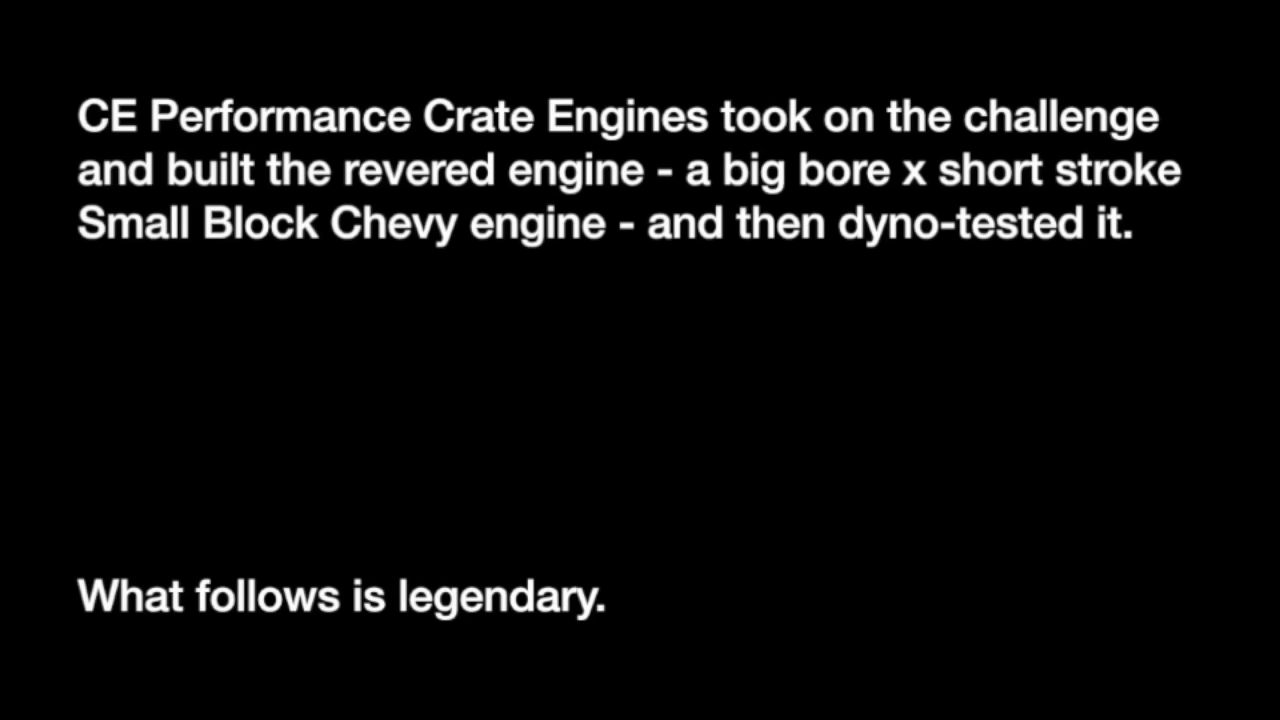 CE Performance Crate Engines took on the challenge
and built the revered engine - a big bore x short stroke
Small Block Chevy engine - and then dyno-tested it.
What follows is legendary.